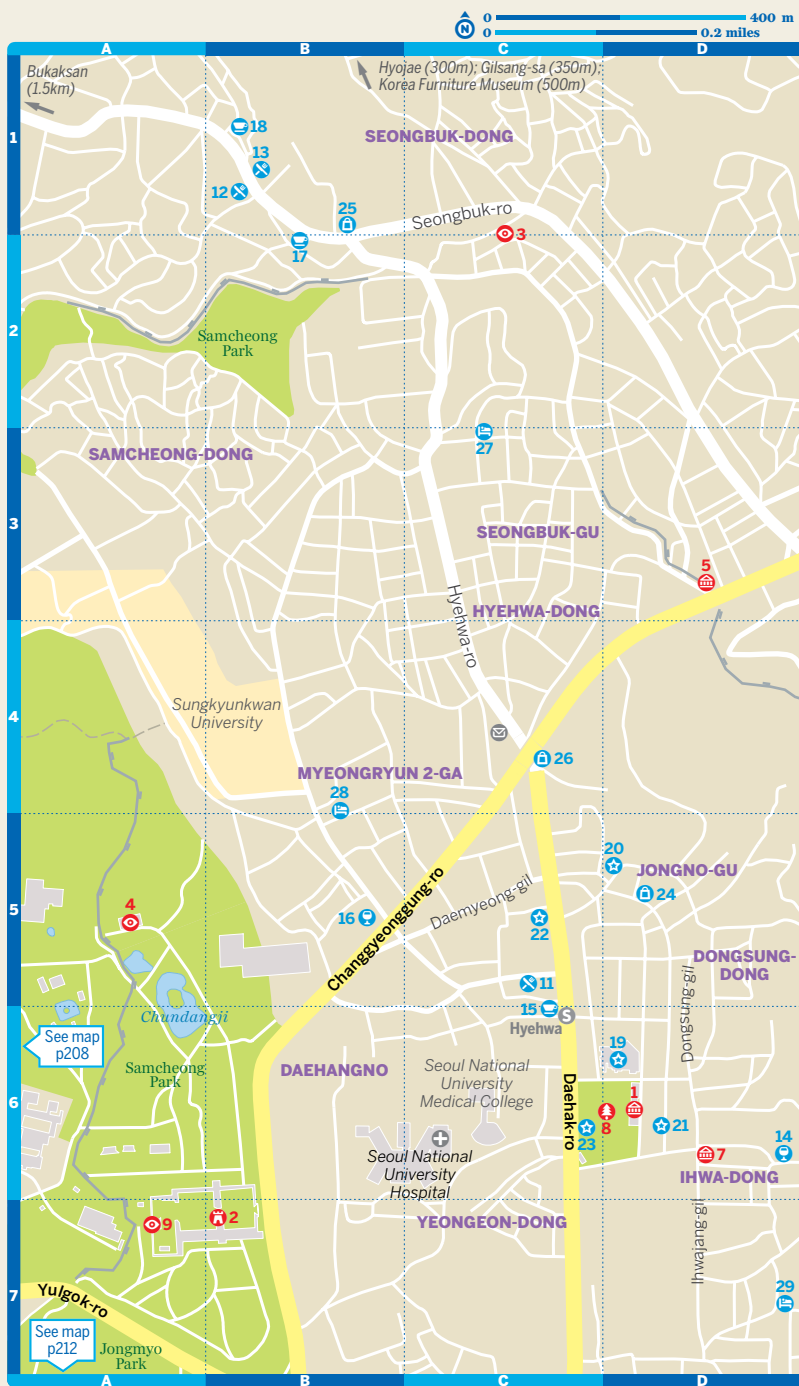 0 400 m
N
0 0.2 miles
A B C D
Bukaksan
(1.5km)
Hyojae (300m); Gilsang-sa (350m);
Korea Furniture Museum (500m)
1
18
SEONGBUK-DONG
13
12
25
Seongbuk-ro
3
17
2
Samcheong
Park
SAMCHEONG-DONG
27
3
SEONGBUK-GU
5
HYEHWA-DONG
Hyehwa-ro
Sungkyunkwan
University
4
26
MYEONGRYUN 2-GA
28
20
JONGNO-GU
24
Changgyeonggung-ro
Daemyeong-gil
5
4
16
22
DONGSUNG-
DONG
Dongsung-gil
11
15
S
Hyehwa
Chundangji
See map
p208
19
Samcheong
Park
DAEHANGNO
Seoul National
University
Medical College
Daehak-ro
6
1
8
23
21
14
7
Seoul National
University
Hospital
IHWA-DONG
9
2
YEONGEON-DONG
Ihwajang-gil
7
Yulgok-ro
29
See map
p212
Jongmyo
Park
A B C D